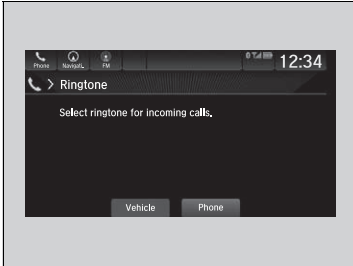 Phone Navigati.. FM 12:34
Ringtone
Select ringtone for incoming calls.
Vehicle Phone